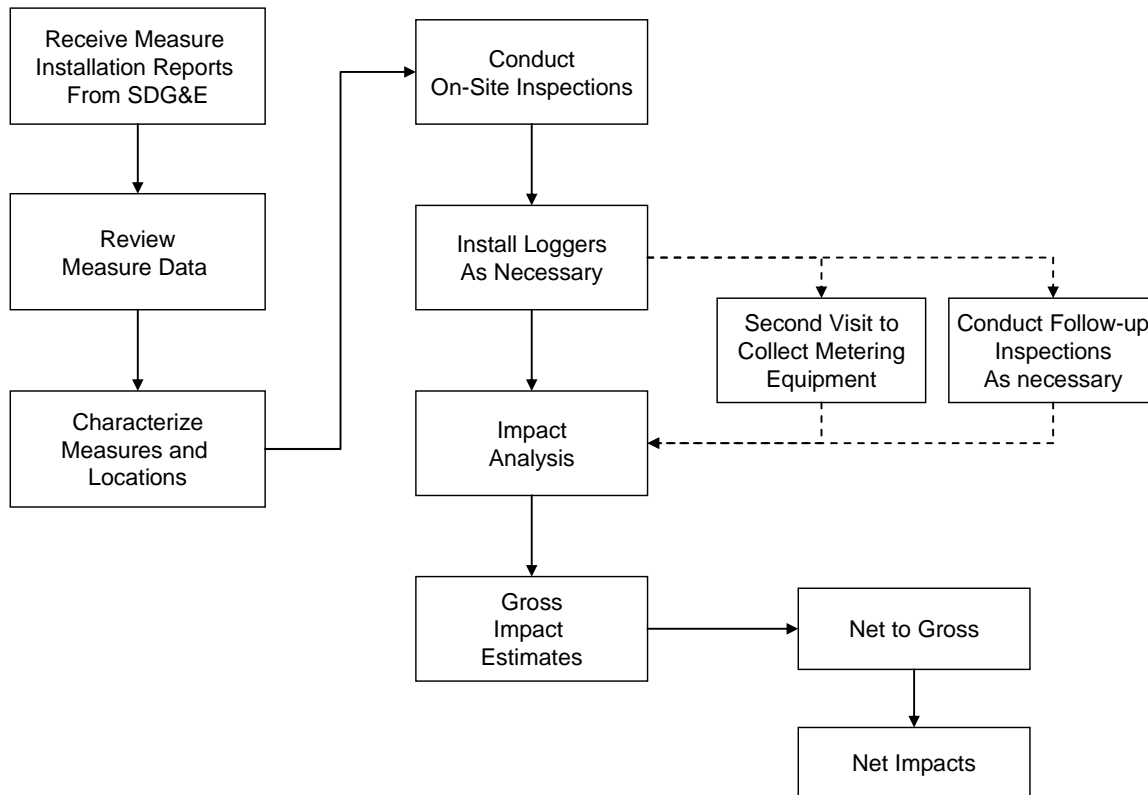 Receive Measure
Installation Reports
From SDG&E
Review
Measure Data
Characterize
Measures and
Locations
Conduct
On-Site Inspections
Install Loggers
As Necessary
Second Visit to
Collect Metering
Equipment
Conduct Follow-up
Inspections
As necessary
Impact
Analysis
Gross
Impact
Estimates
Net to Gross
Net Impacts